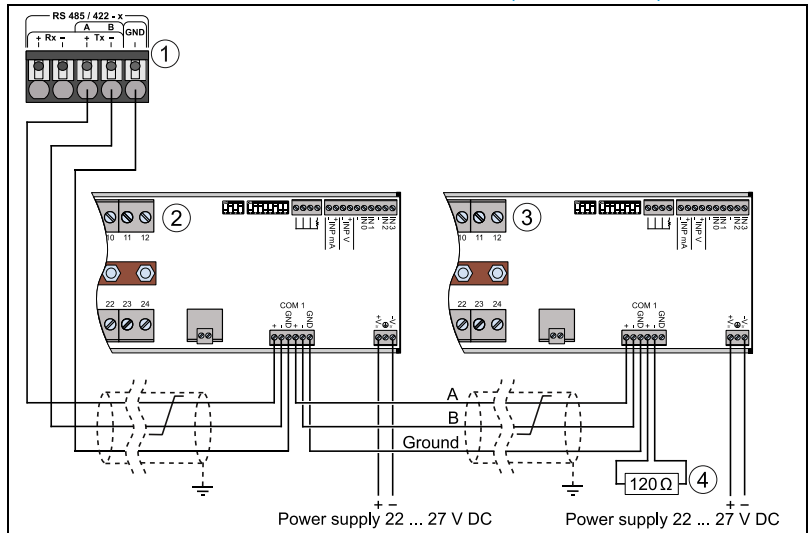 RS 485 / 422 - x
A B
+ Rx − + Tx − GND
1
2
10 11 12
INP mA
INP V
IN 0
IN 1
IN 2
IN 3
22 23 24
COM 1
+ − GND + − GND
+V- -V-
3
10 11 12
INP mA
INP V
IN 0
IN 1
IN 2
IN 3
22 23 24
COM 1
+ − GND + − GND
+V- -V-
A
B
Ground
120 Ω 4
+ −
Power supply 22 ... 27 V DC
+ −
Power supply 22 ... 27 V DC